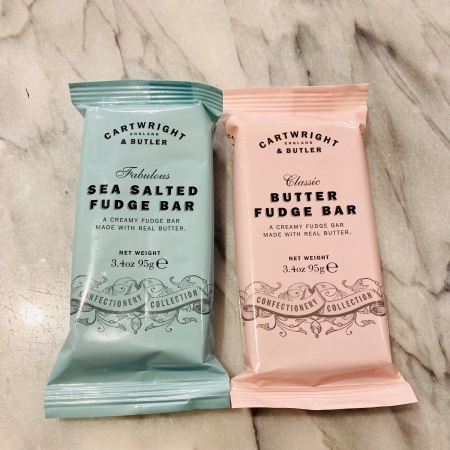 CARTWRIGHT
ENGLAND
& BUTLER
Fabulous
SEA SALTED
FUDGE BAR
A CREAMY FUDGE BAR
MADE WITH REAL BUTTER.
NET WEIGHT
3.4oz 95g ℮
CONFECTIONERY COLLECTION
CARTWRIGHT
ENGLAND
& BUTLER
Classic
BUTTER
FUDGE BAR
A CREAMY FUDGE BAR
MADE WITH REAL BUTTER.
NET WEIGHT
3.4oz 95g ℮
CONFECTIONERY COLLECTION